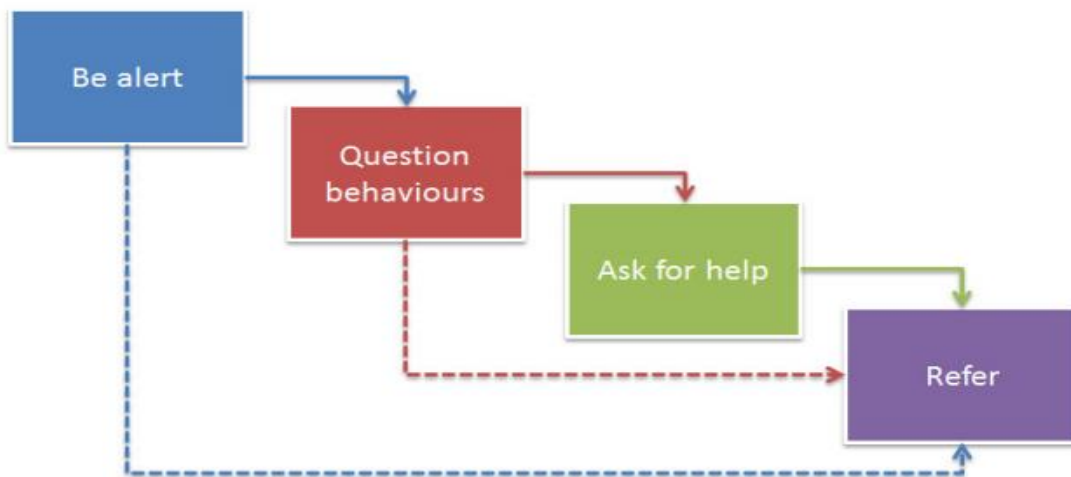 Be alert
Question
behaviours
Ask for help
Refer